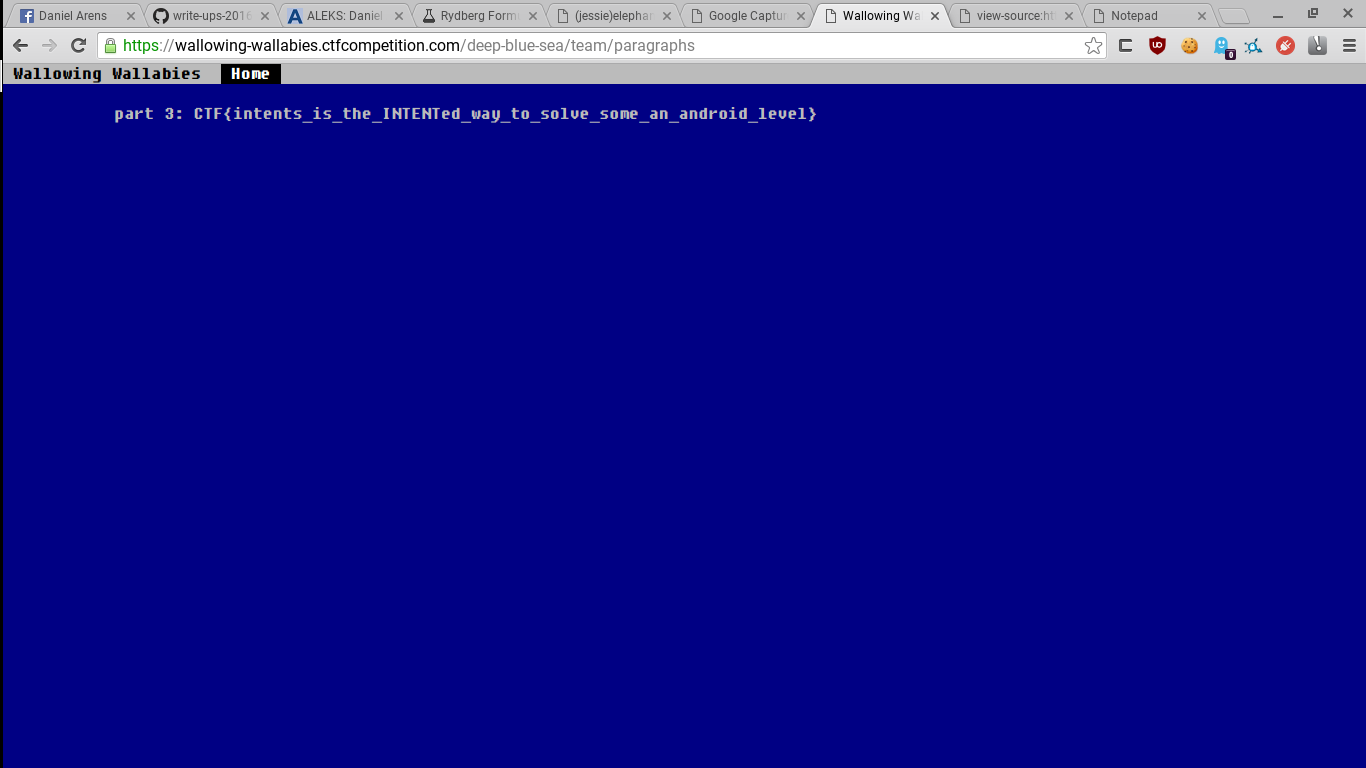 Daniel Arens
write-ups-2016
ALEKS: Daniel
Rydberg Form
(jessie)elephan
Google Captur
Wallowing Wa
view-source:ht
Notepad
https://wallowing-wallabies.ctfcompetition.com/deep-blue-sea/team/paragraphs
0
Wallowing Wallabies Home
part 3: CTF{intents_is_the_INTENTed_way_to_solve_some_an_android_level}